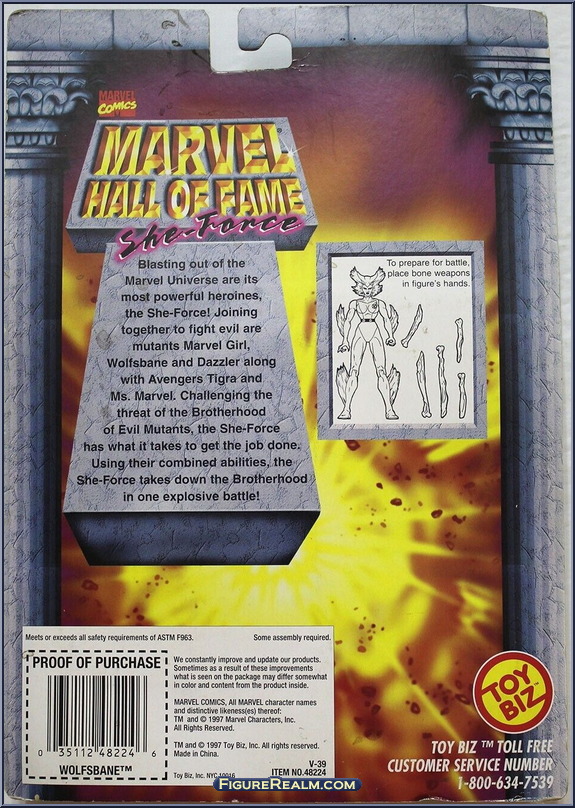 MARVEL
COMICS
MARVEL
HALL OF FAME
She-Force
Blasting out of the
Marvel Universe are its
most powerful heroines,
the She-Force! Joining
together to fight evil are
mutants Marvel Girl,
Wolfsbane and Dazzler along
with Avengers Tigra and
Ms. Marvel. Challenging the
threat of the Brotherhood
of Evil Mutants, the She-Force
has what it takes to get the job done.
Using their combined abilities, the
She-Force takes down the Brotherhood
in one explosive battle!
To prepare for battle,
place bone weapons
in figure's hands.
Meets or exceeds all safety requirements of ASTM F963.
Some assembly required.
PROOF OF PURCHASE
0 35112 48224 6
WOLFSBANE™
We constantly improve and update our products.
Sometimes as a result of these improvements
what is seen on the package may differ somewhat
in color and content from the product inside.
MARVEL COMICS, All MARVEL character names
and distinctive likeness(es) thereof:
TM and © 1997 Marvel Characters, Inc.
All Rights Reserved.
TM and © 1997 Toy Biz, Inc. All rights reserved.
Made in China.
V-39
Toy Biz, Inc. NYC 10016
ITEM NO.48224
TOY
BIZ
TOY BIZ ™ TOLL FREE
CUSTOMER SERVICE NUMBER
1-800-634-7539
FIGUREREALM.COM